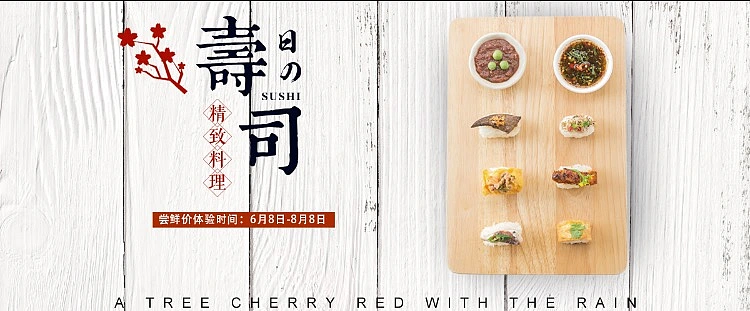 壽司
日の
SUSHI
精致料理
尝鲜价体验时间：6月8日-8月8日
A TREE CHERRY RED WITH THE RAIN